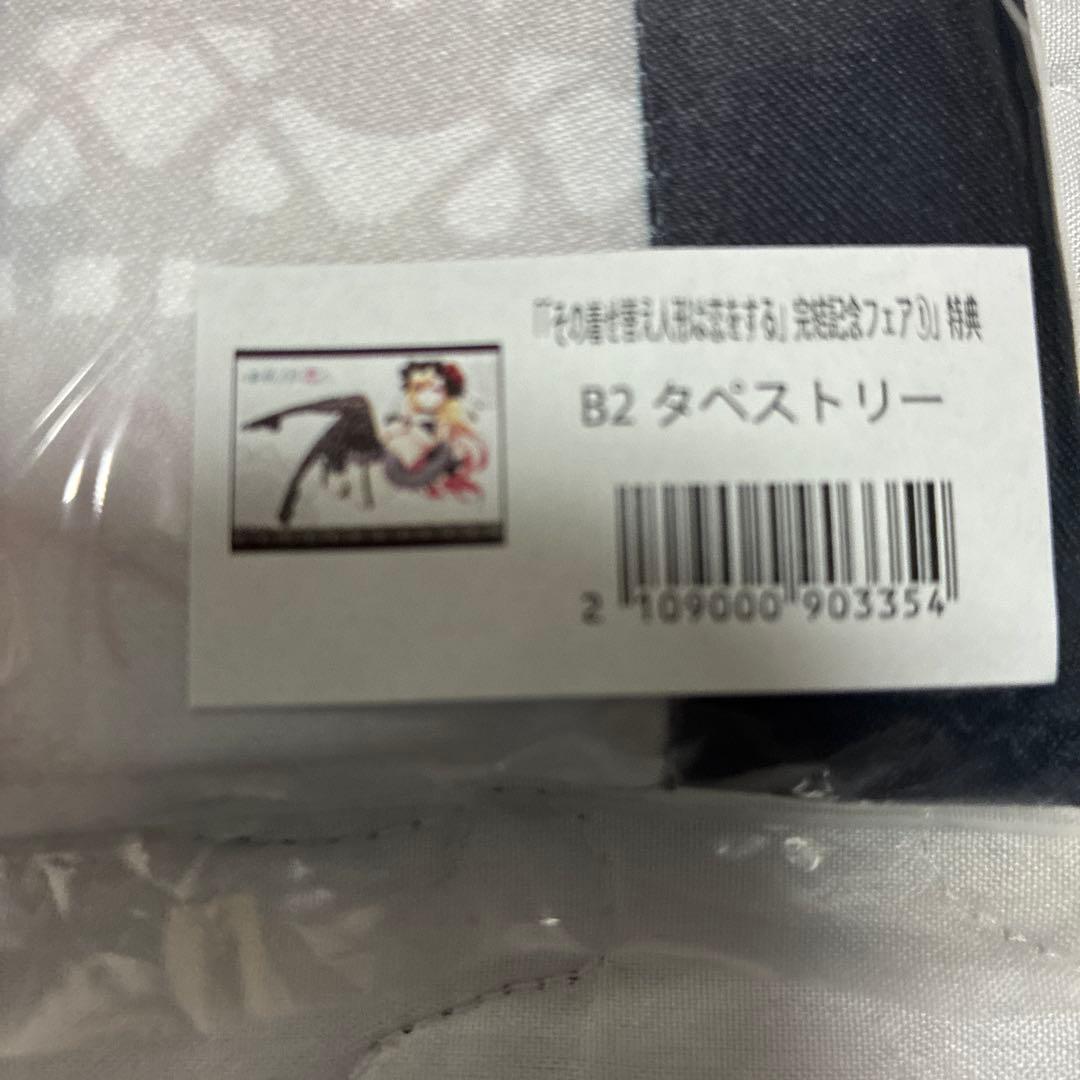 「『その着せ替え人形は恋をする』完結記念フェア①」特典
B2 タペストリー
2 109000 903354